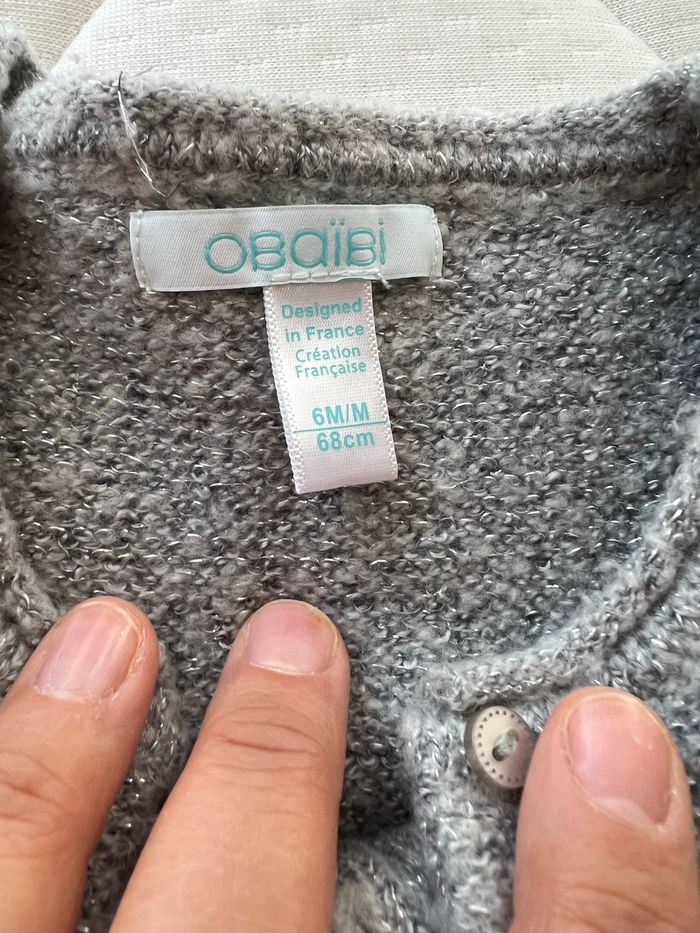 OBaïBi
Designed
in France
Création
Française
6M/M
68cm